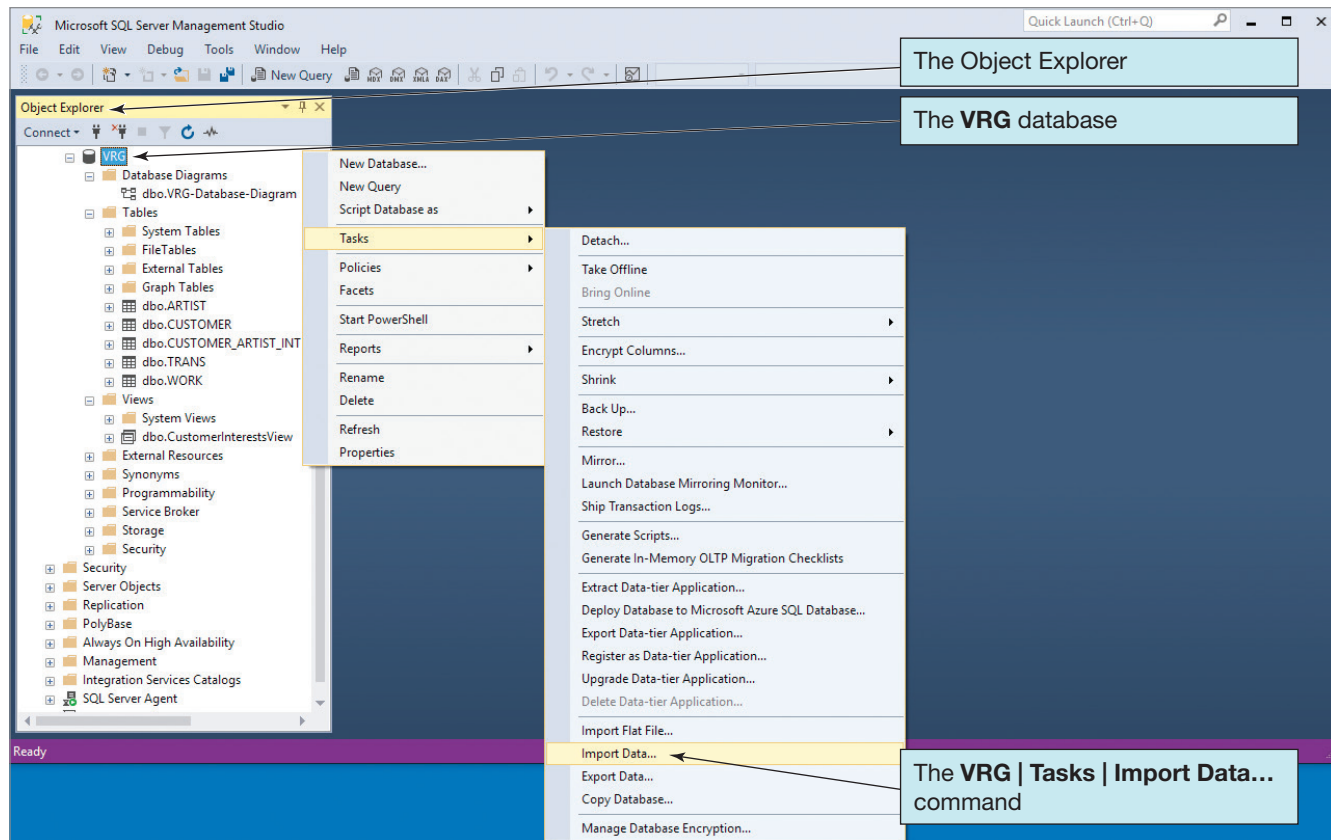 Microsoft SQL Server Management Studio
Quick Launch (Ctrl+Q)
File Edit View Debug Tools Window Help
New Query MDX DMX XMLA DAX
The Object Explorer
Object Explorer
The VRG database
Connect
VRG
Database Diagrams
dbo.VRG-Database-Diagram
Tables
System Tables
FileTables
External Tables
Graph Tables
dbo.ARTIST
dbo.CUSTOMER
dbo.CUSTOMER_ARTIST_INT
dbo.TRANS
dbo.WORK
Views
System Views
dbo.CustomerInterestsView
External Resources
Synonyms
Programmability
Service Broker
Storage
Security
Security
Server Objects
Replication
PolyBase
Always On High Availability
Management
Integration Services Catalogs
SQL Server Agent
New Database...
New Query
Script Database as
Tasks
Policies
Facets
Start PowerShell
Reports
Rename
Delete
Refresh
Properties
Detach...
Take Offline
Bring Online
Stretch
Encrypt Columns...
Shrink
Back Up...
Restore
Mirror...
Launch Database Mirroring Monitor...
Ship Transaction Logs...
Generate Scripts...
Generate In-Memory OLTP Migration Checklists
Extract Data-tier Application...
Deploy Database to Microsoft Azure SQL Database...
Export Data-tier Application...
Register as Data-tier Application...
Upgrade Data-tier Application...
Delete Data-tier Application...
Import Flat File...
Import Data...
Export Data...
Copy Database...
Manage Database Encryption...
Ready
The VRG | Tasks | Import Data...
command